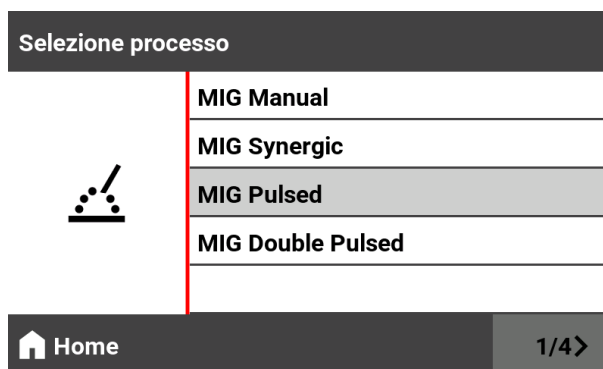 Selezione processo
MIG Manual
MIG Synergic
MIG Pulsed
MIG Double Pulsed
Home
1/4>